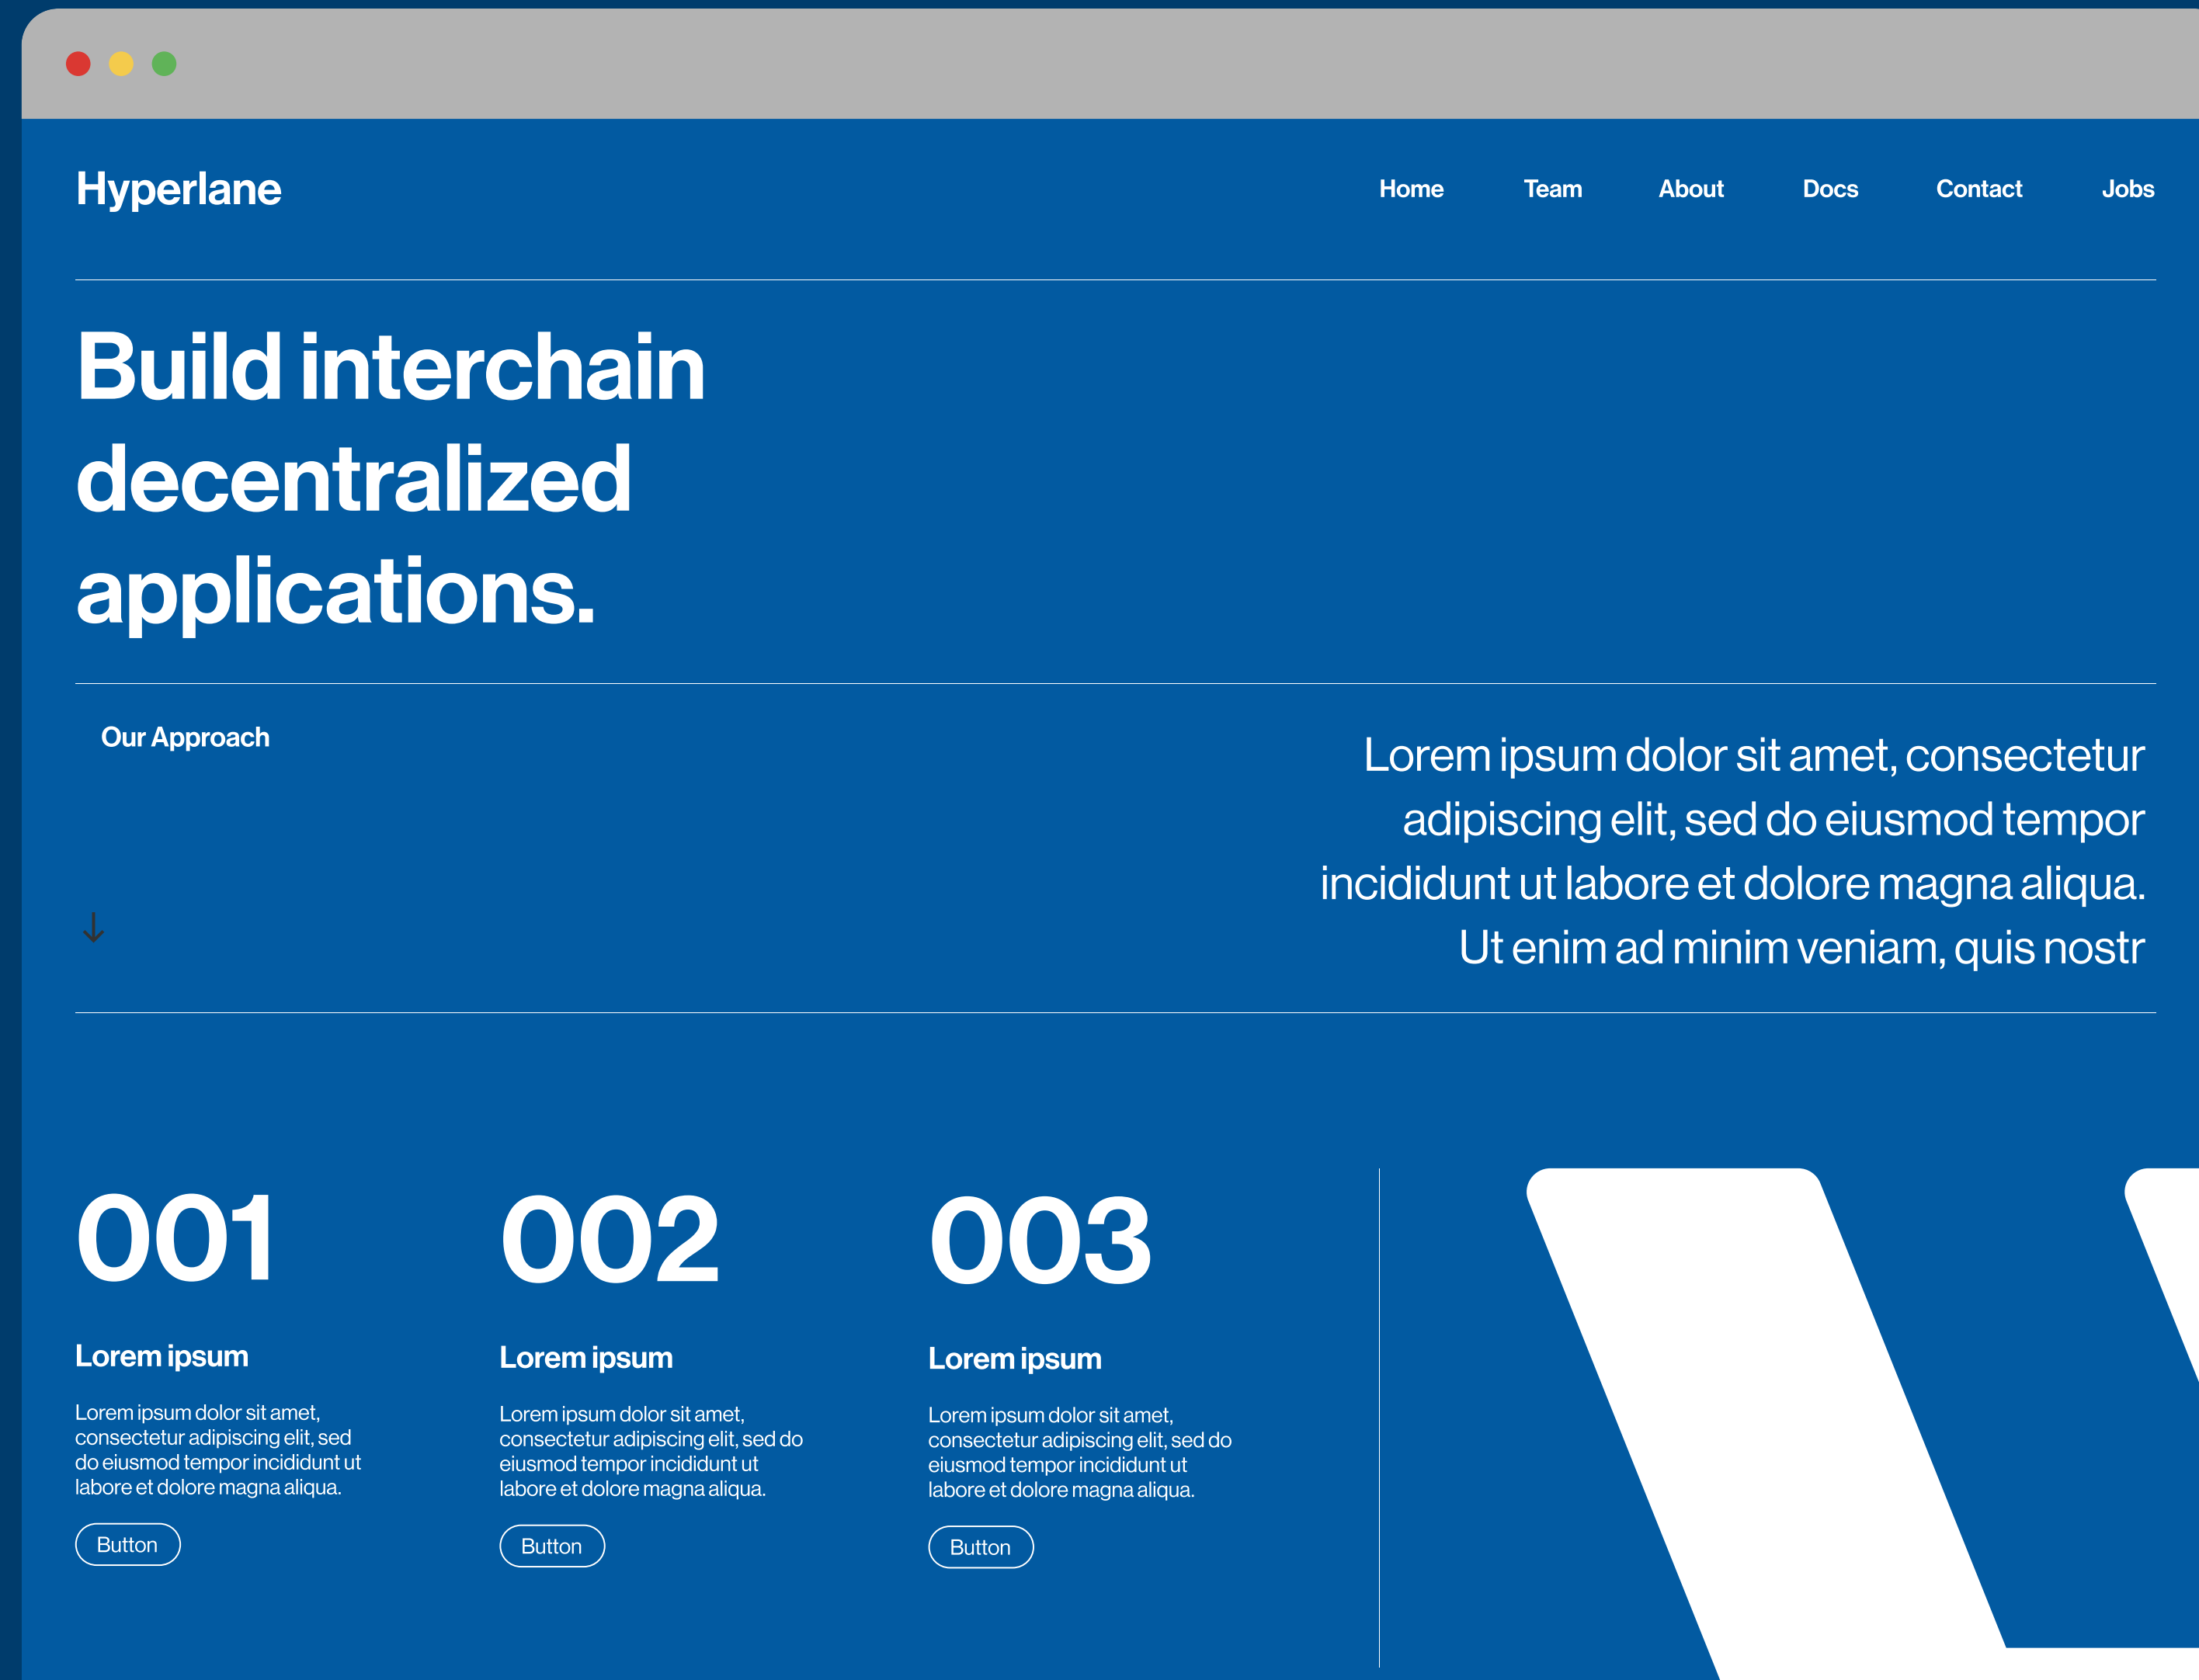 Hyperlane
Home Team About Docs Contact Jobs
Build interchain
decentralized
applications.
Our Approach
Lorem ipsum dolor sit amet, consectetur
adipiscing elit, sed do eiusmod tempor
incididunt ut labore et dolore magna aliqua.
Ut enim ad minim veniam, quis nostr
001
Lorem ipsum
Lorem ipsum dolor sit amet,
consectetur adipiscing elit, sed
do eiusmod tempor incididunt ut
labore et dolore magna aliqua.
Button
002
Lorem ipsum
Lorem ipsum dolor sit amet,
consectetur adipiscing elit, sed do
eiusmod tempor incididunt ut
labore et dolore magna aliqua.
Button
003
Lorem ipsum
Lorem ipsum dolor sit amet,
consectetur adipiscing elit, sed do
eiusmod tempor incididunt ut
labore et dolore magna aliqua.
Button